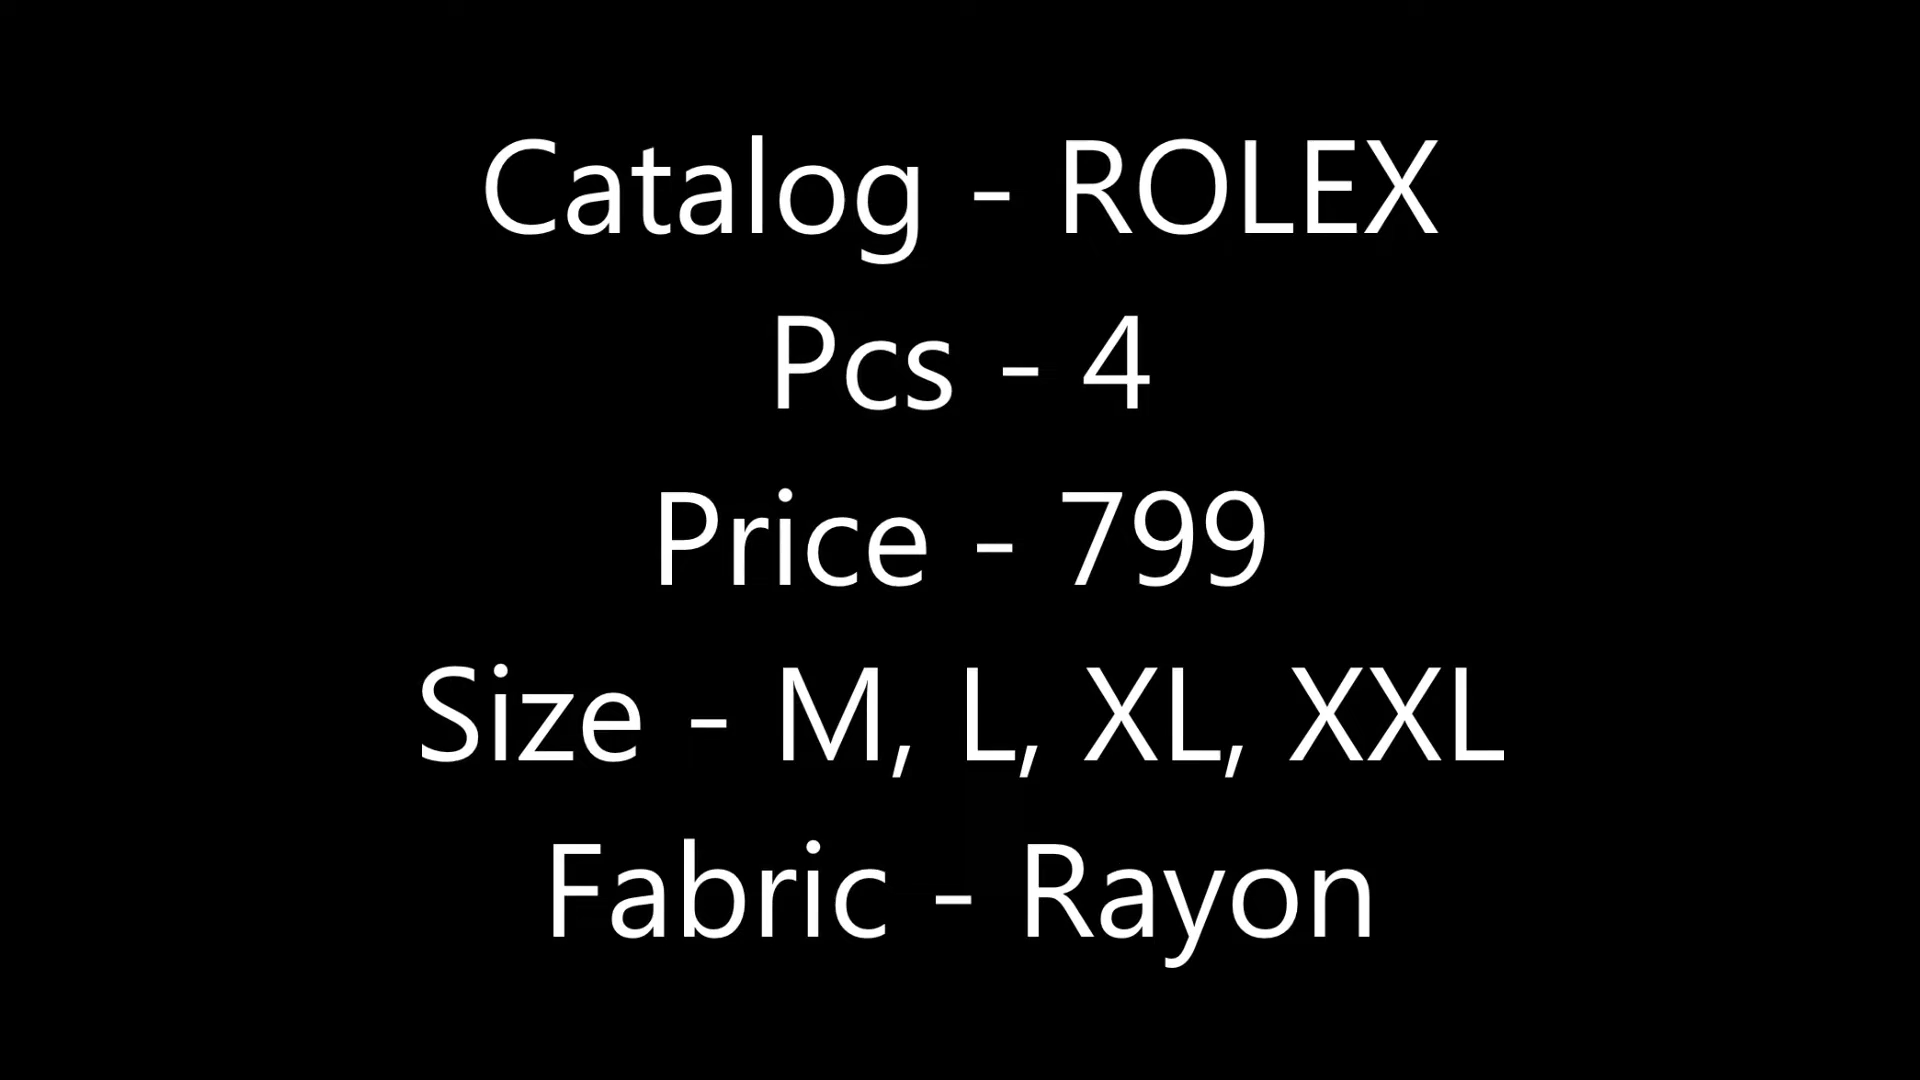 Catalog - ROLEX
Pcs - 4
Price - 799
Size - M, L, XL, XXL
Fabric - Rayon